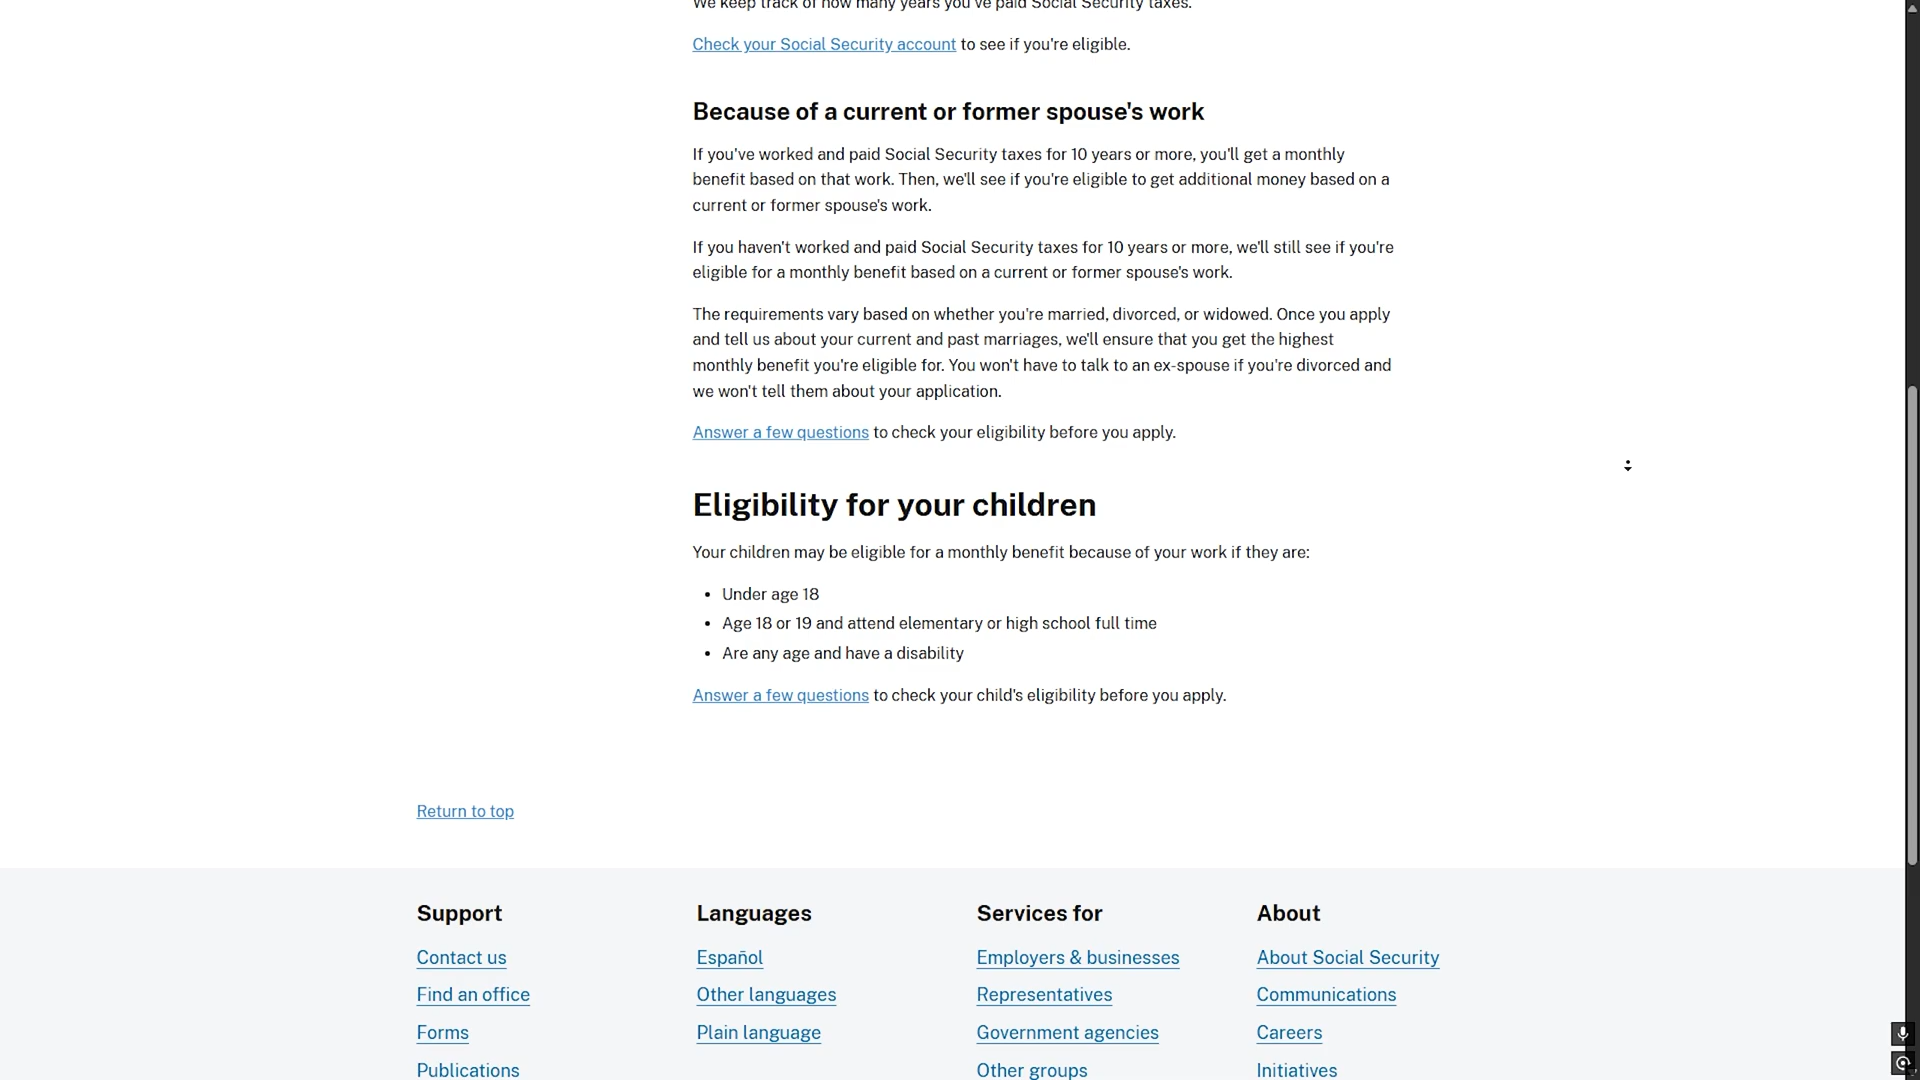 We keep track of how many years you've paid Social Security taxes.
Check your Social Security account to see if you're eligible.
Because of a current or former spouse's work
If you've worked and paid Social Security taxes for 10 years or more, you'll get a monthly
benefit based on that work. Then, we'll see if you're eligible to get additional money based on a
current or former spouse's work.
If you haven't worked and paid Social Security taxes for 10 years or more, we'll still see if you're
eligible for a monthly benefit based on a current or former spouse's work.
The requirements vary based on whether you're married, divorced, or widowed. Once you apply
and tell us about your current and past marriages, we'll ensure that you get the highest
monthly benefit you're eligible for. You won't have to talk to an ex-spouse if you're divorced and
we won't tell them about your application.
Answer a few questions to check your eligibility before you apply.
Eligibility for your children
Your children may be eligible for a monthly benefit because of your work if they are:
• Under age 18
• Age 18 or 19 and attend elementary or high school full time
• Are any age and have a disability
Answer a few questions to check your child's eligibility before you apply.
Return to top
Support
Contact us
Find an office
Forms
Publications
Languages
Español
Other languages
Plain language
Services for
Employers & businesses
Representatives
Government agencies
Other groups
About
About Social Security
Communications
Careers
Initiatives